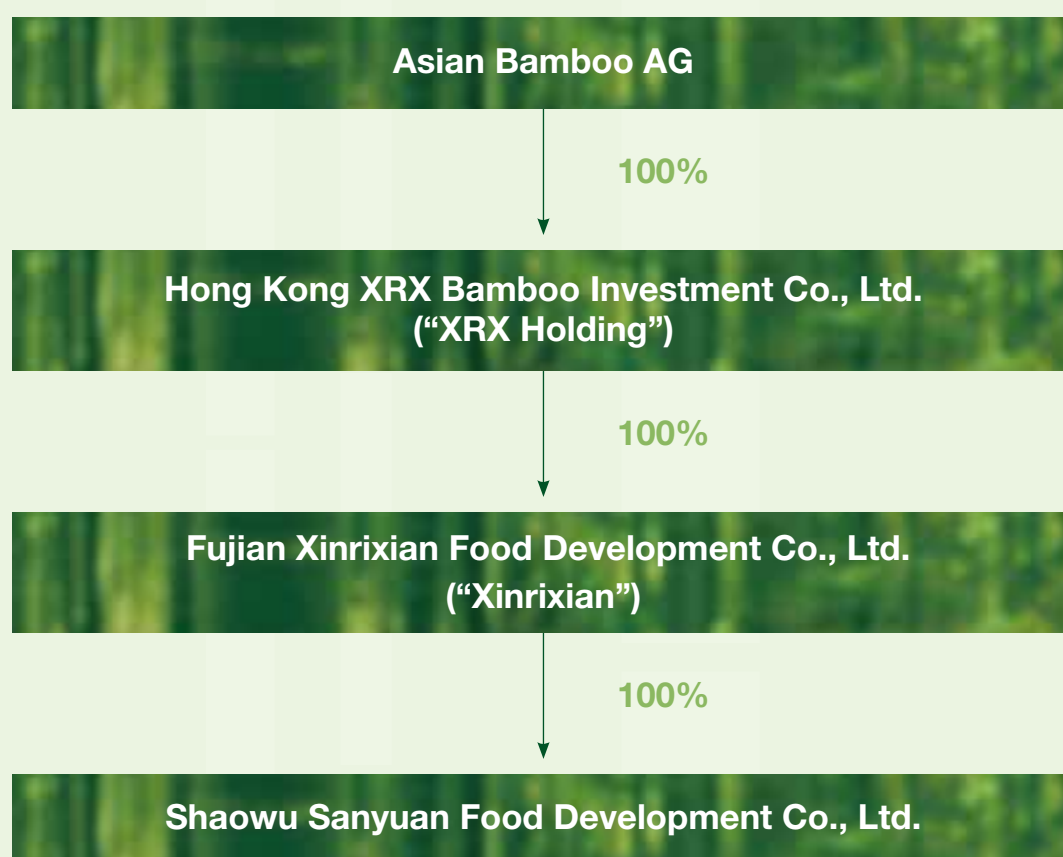 Asian Bamboo AG
100%
Hong Kong XRX Bamboo Investment Co., Ltd.
(“XRX Holding”)
100%
Fujian Xinrixian Food Development Co., Ltd.
(“Xinrixian”)
100%
Shaowu Sanyuan Food Development Co., Ltd.